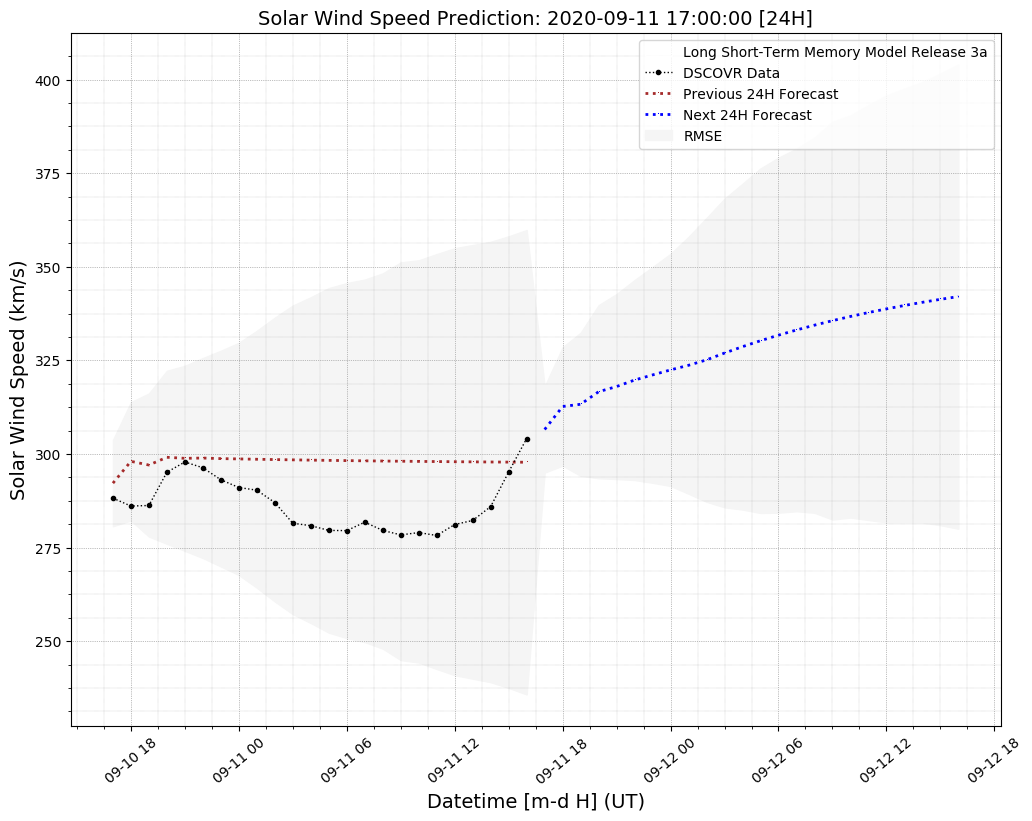 Solar Wind Speed Prediction: 2020-09-11 17:00:00 [24H]
Long Short-Term Memory Model Release 3a
DSCOVR Data
Previous 24H Forecast
Next 24H Forecast
RMSE
Solar Wind Speed (km/s)
400
375
350
325
300
275
250
09-10 18
09-11 00
09-11 06
09-11 12
09-11 18
09-12 00
09-12 06
09-12 12
09-12 18
Datetime [m-d H] (UT)